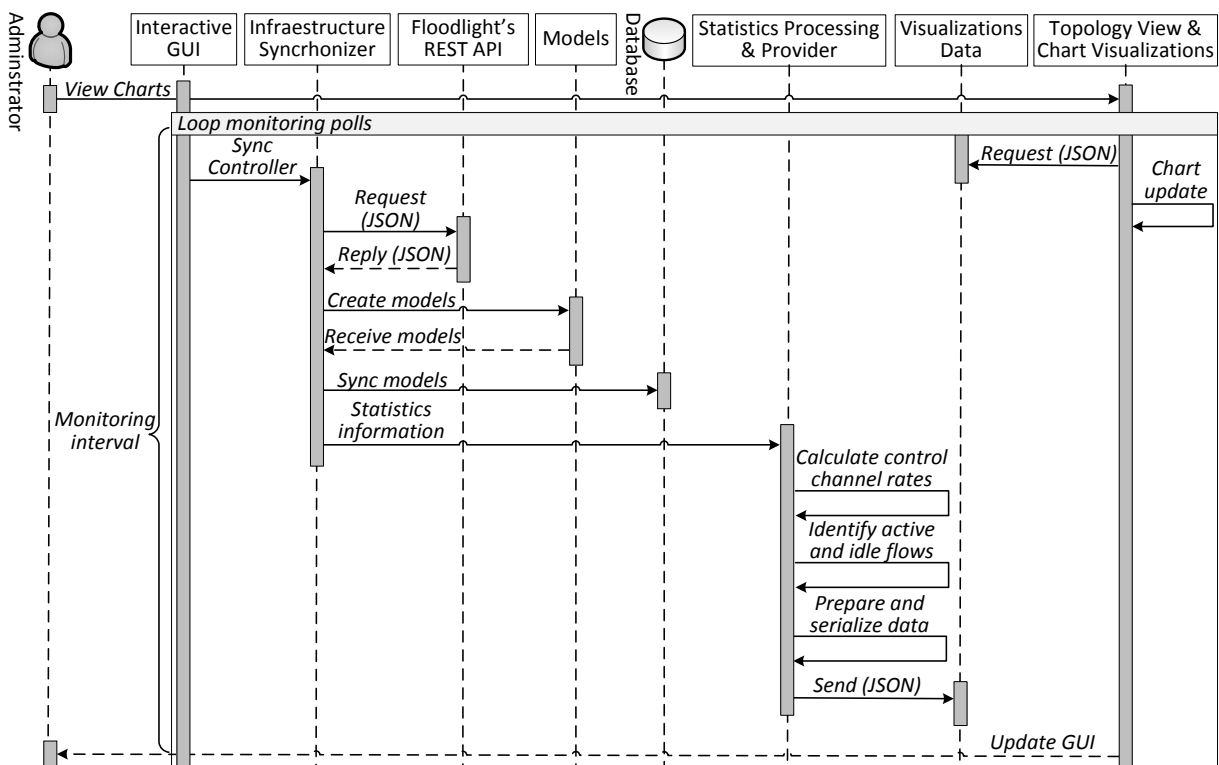 Adminstrator
Interactive
GUI
Infrastructure
Syncrhonizer
Floodlight's
REST API
Models
Database
Statistics Processing
& Provider
Visualizations
Data
Topology View &
Chart Visualizations
View Charts
Loop monitoring polls
Sync
Controller
Request (JSON)
Chart
update
Request
(JSON)
Reply (JSON)
Create models
Receive models
Sync models
Statistics
information
Monitoring
interval
Calculate control
channel rates
Identify active
and idle flows
Prepare and
serialize data
Send (JSON)
Update GUI